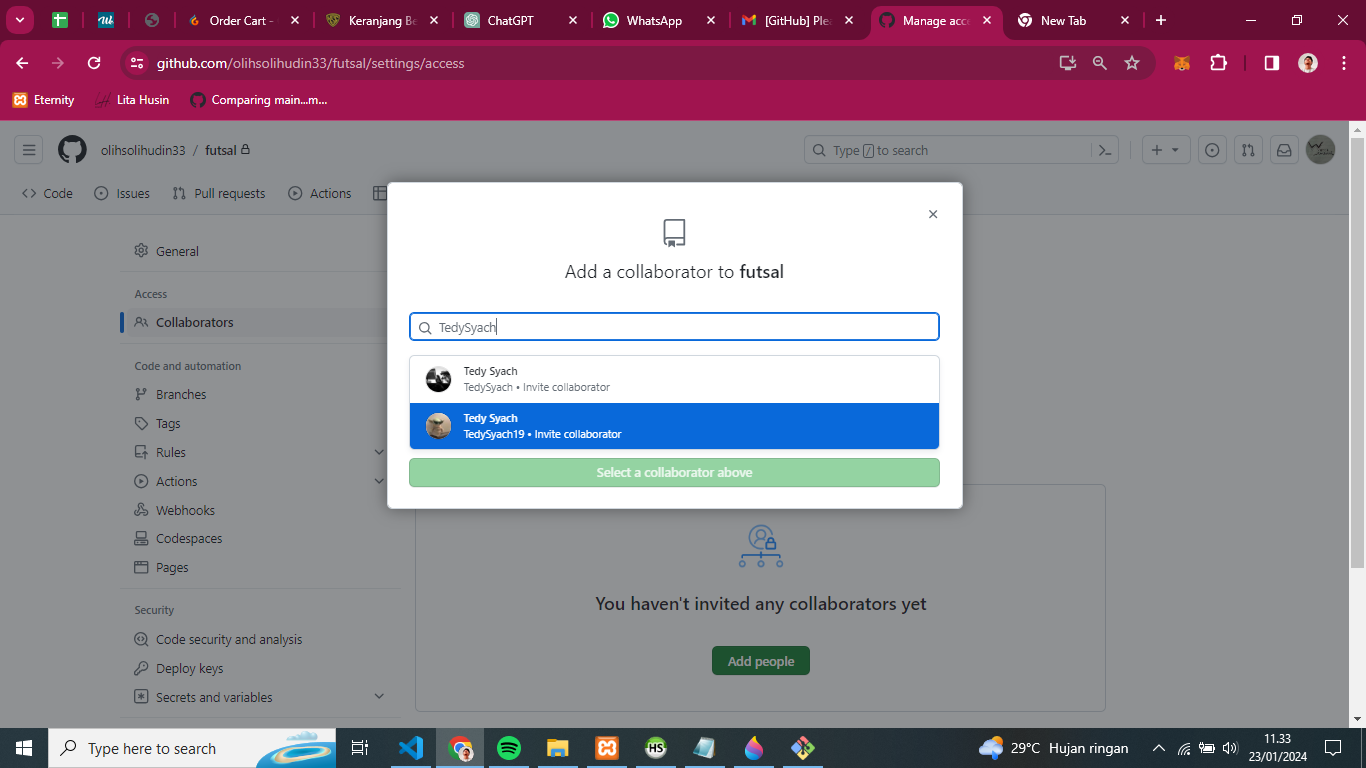 Order Cart -
Keranjang Be
ChatGPT
WhatsApp
[GitHub] Ple
Manage acc
New Tab
github.com/olihsolihudin33/futsal/settings/access
Eternity
Lita Husin
Comparing main...m...
olihsolihudin33 / futsal
Type / to search
Code
Issues
Pull requests
Actions
General
Access
Collaborators
Code and automation
Branches
Tags
Rules
Actions
Webhooks
Codespaces
Pages
Security
Code security and analysis
Deploy keys
Secrets and variables
Add a collaborator to futsal
TedySyach
Tedy Syach
TedySyach • Invite collaborator
Tedy Syach
TedySyach19 • Invite collaborator
Select a collaborator above
You haven't invited any collaborators yet
Add people
Type here to search
HS
29°C Hujan ringan
11.33
23/01/2024